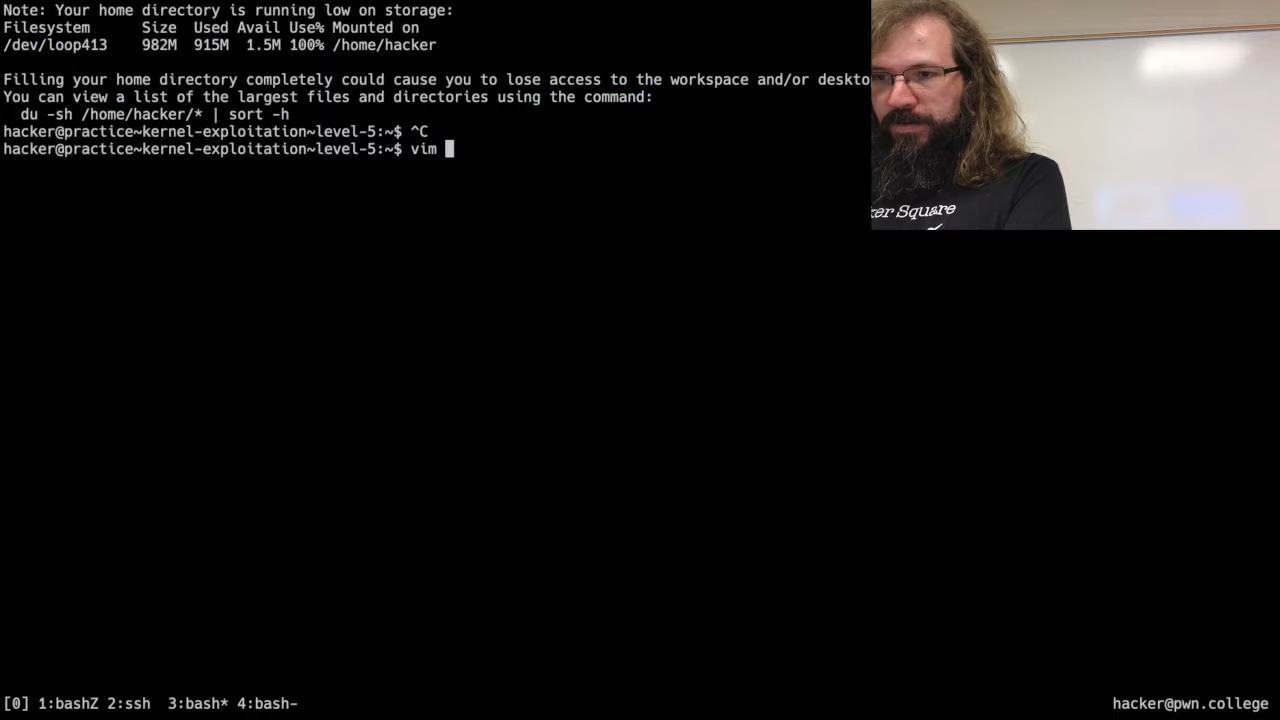 Note: Your home directory is running low on storage:
Filesystem      Size  Used Avail Use% Mounted on
/dev/loop413    982M  915M  1.5M 100% /home/hacker
Filling your home directory completely could cause you to lose access to the workspace and/or deskto
You can view a list of the largest files and directories using the command:
  du -sh /home/hacker/* | sort -h
hacker@practice~kernel-exploitation~level-5:~$ ^C
hacker@practice~kernel-exploitation~level-5:~$ vim
ker Square
[0] 1:bashZ 2:ssh  3:bash* 4:bash-
hacker@pwn.college